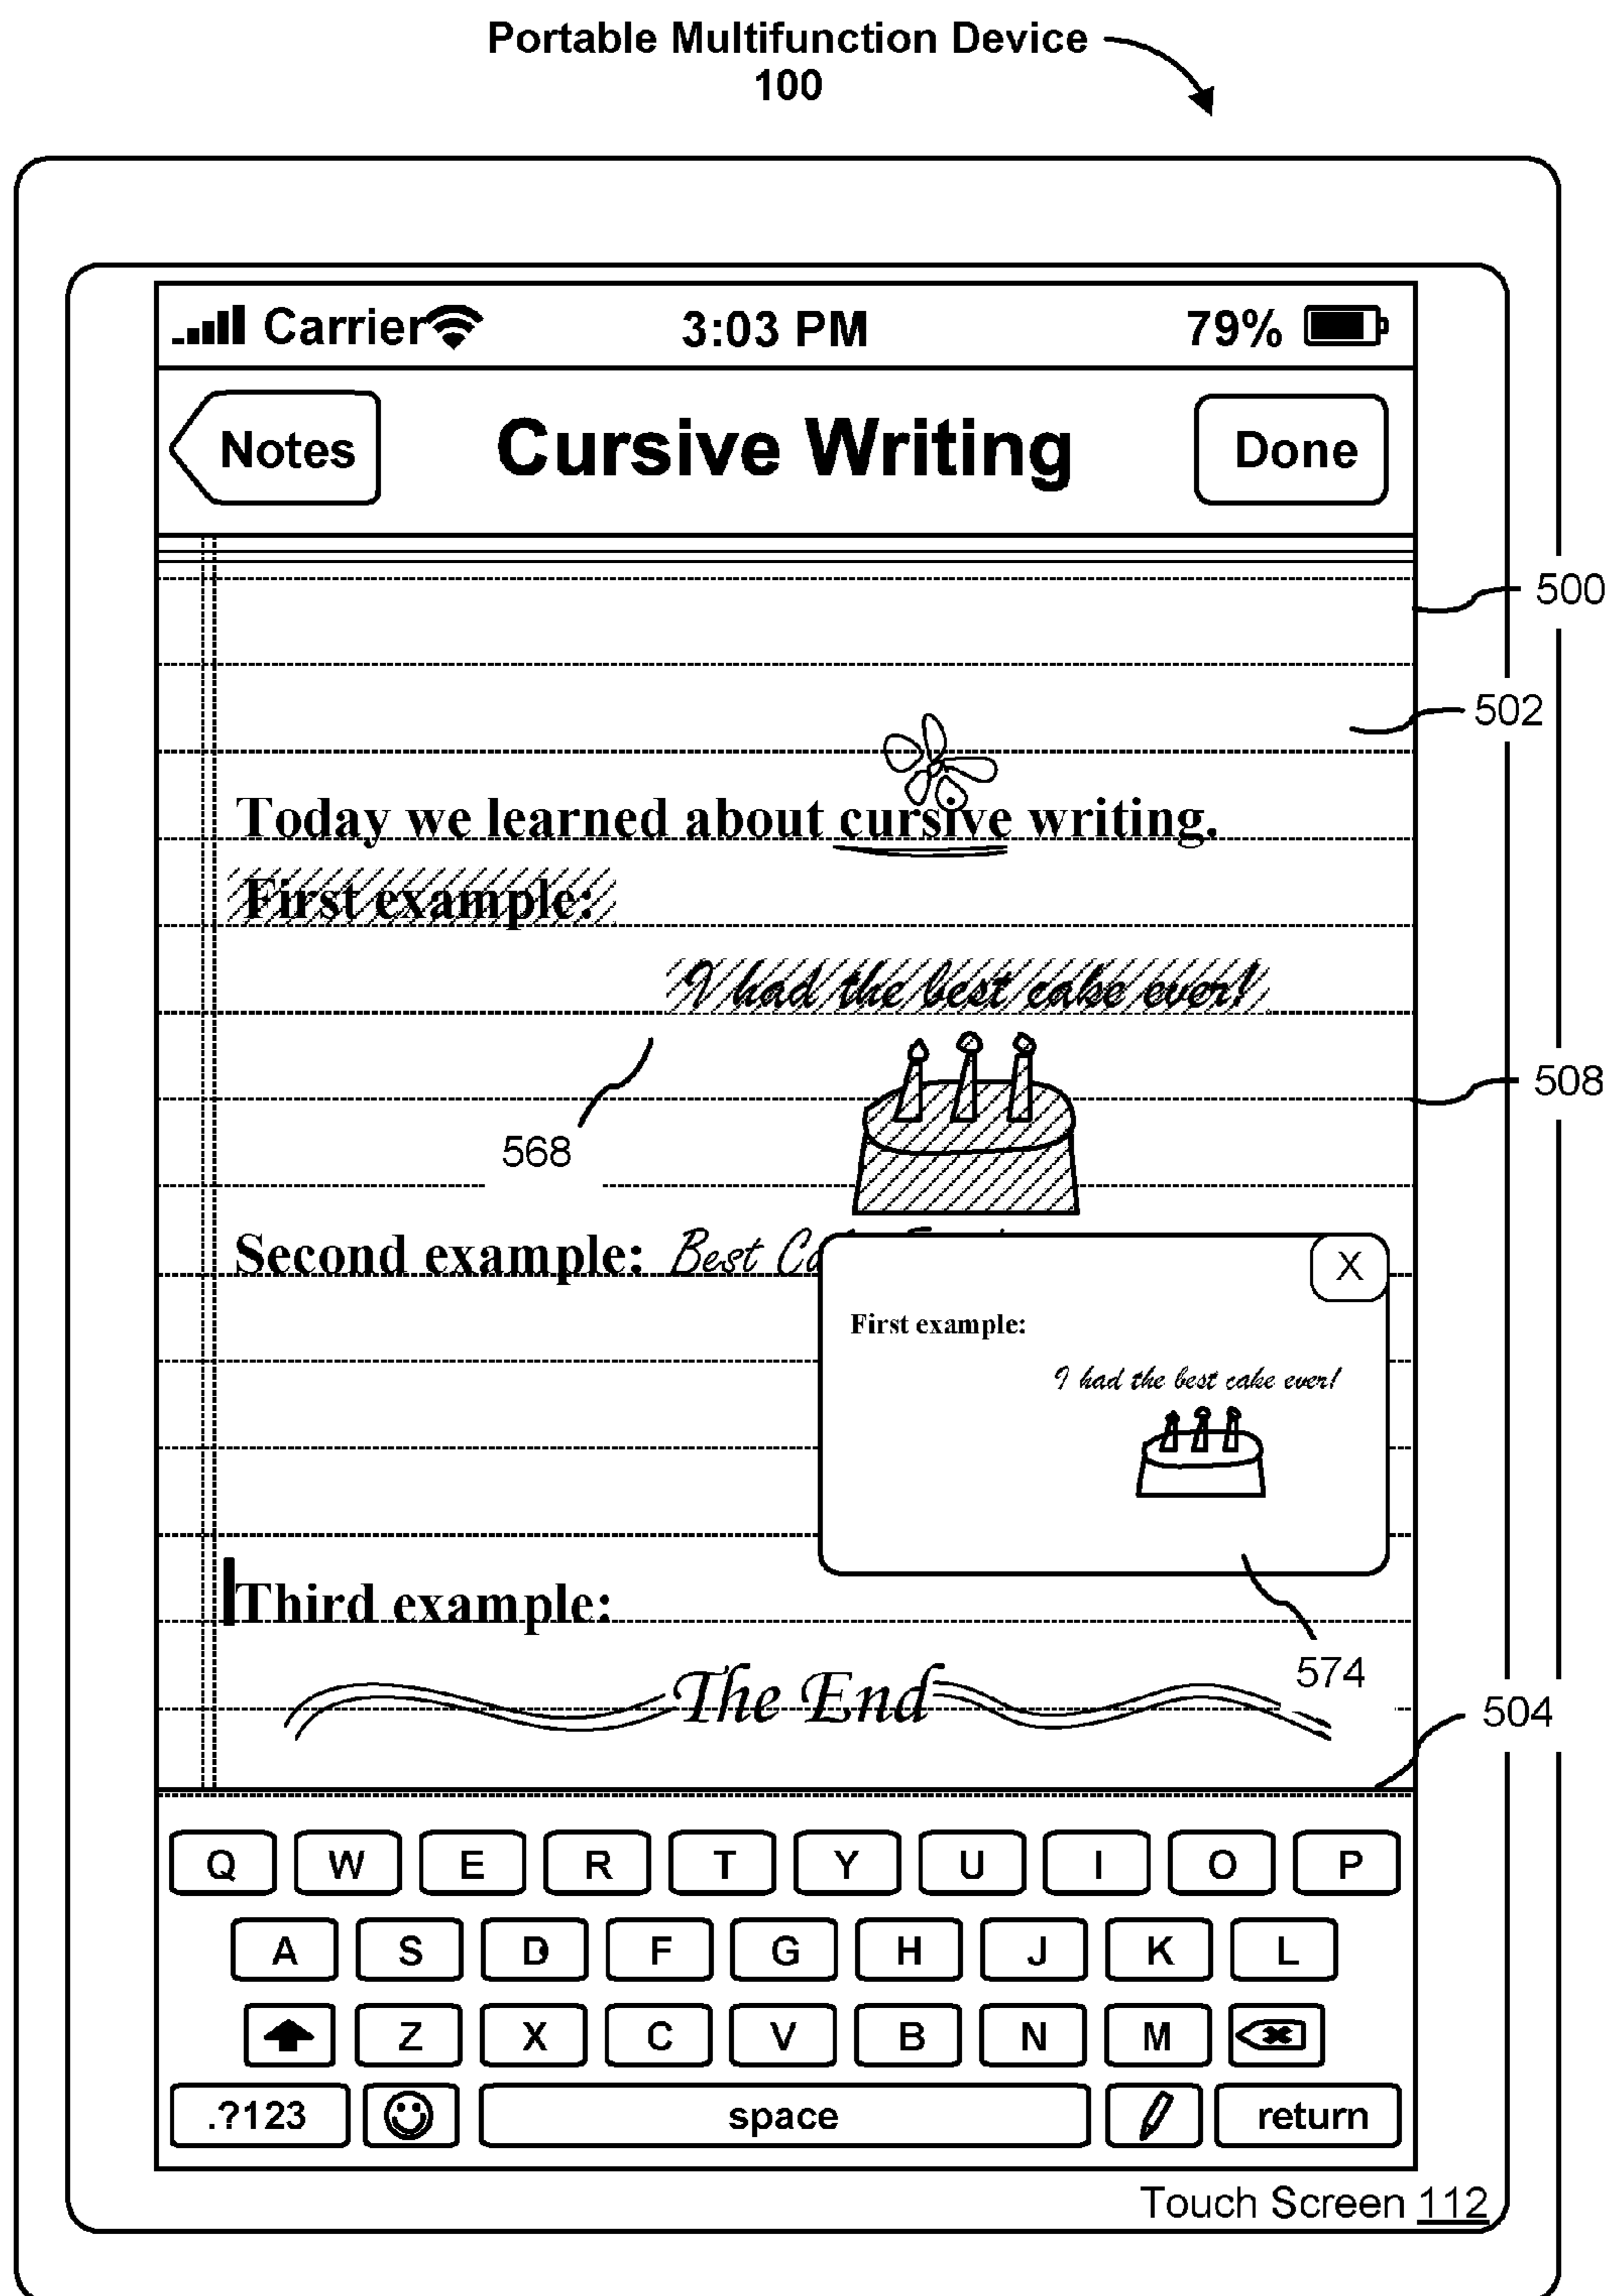 Portable Multifunction Device
100
Carrier 3:03 PM 79%
Notes Cursive Writing Done
500
502
Today we learned about cursive writing.
First example:
I had the best cake ever!
508
568
Second example: Best
X
First example:
I had the best cake ever!
Third example:
574
The End
504
Q W E R T Y U I O P
A S D F G H J K L
Z X C V B N M
.?123 space return
Touch Screen 112